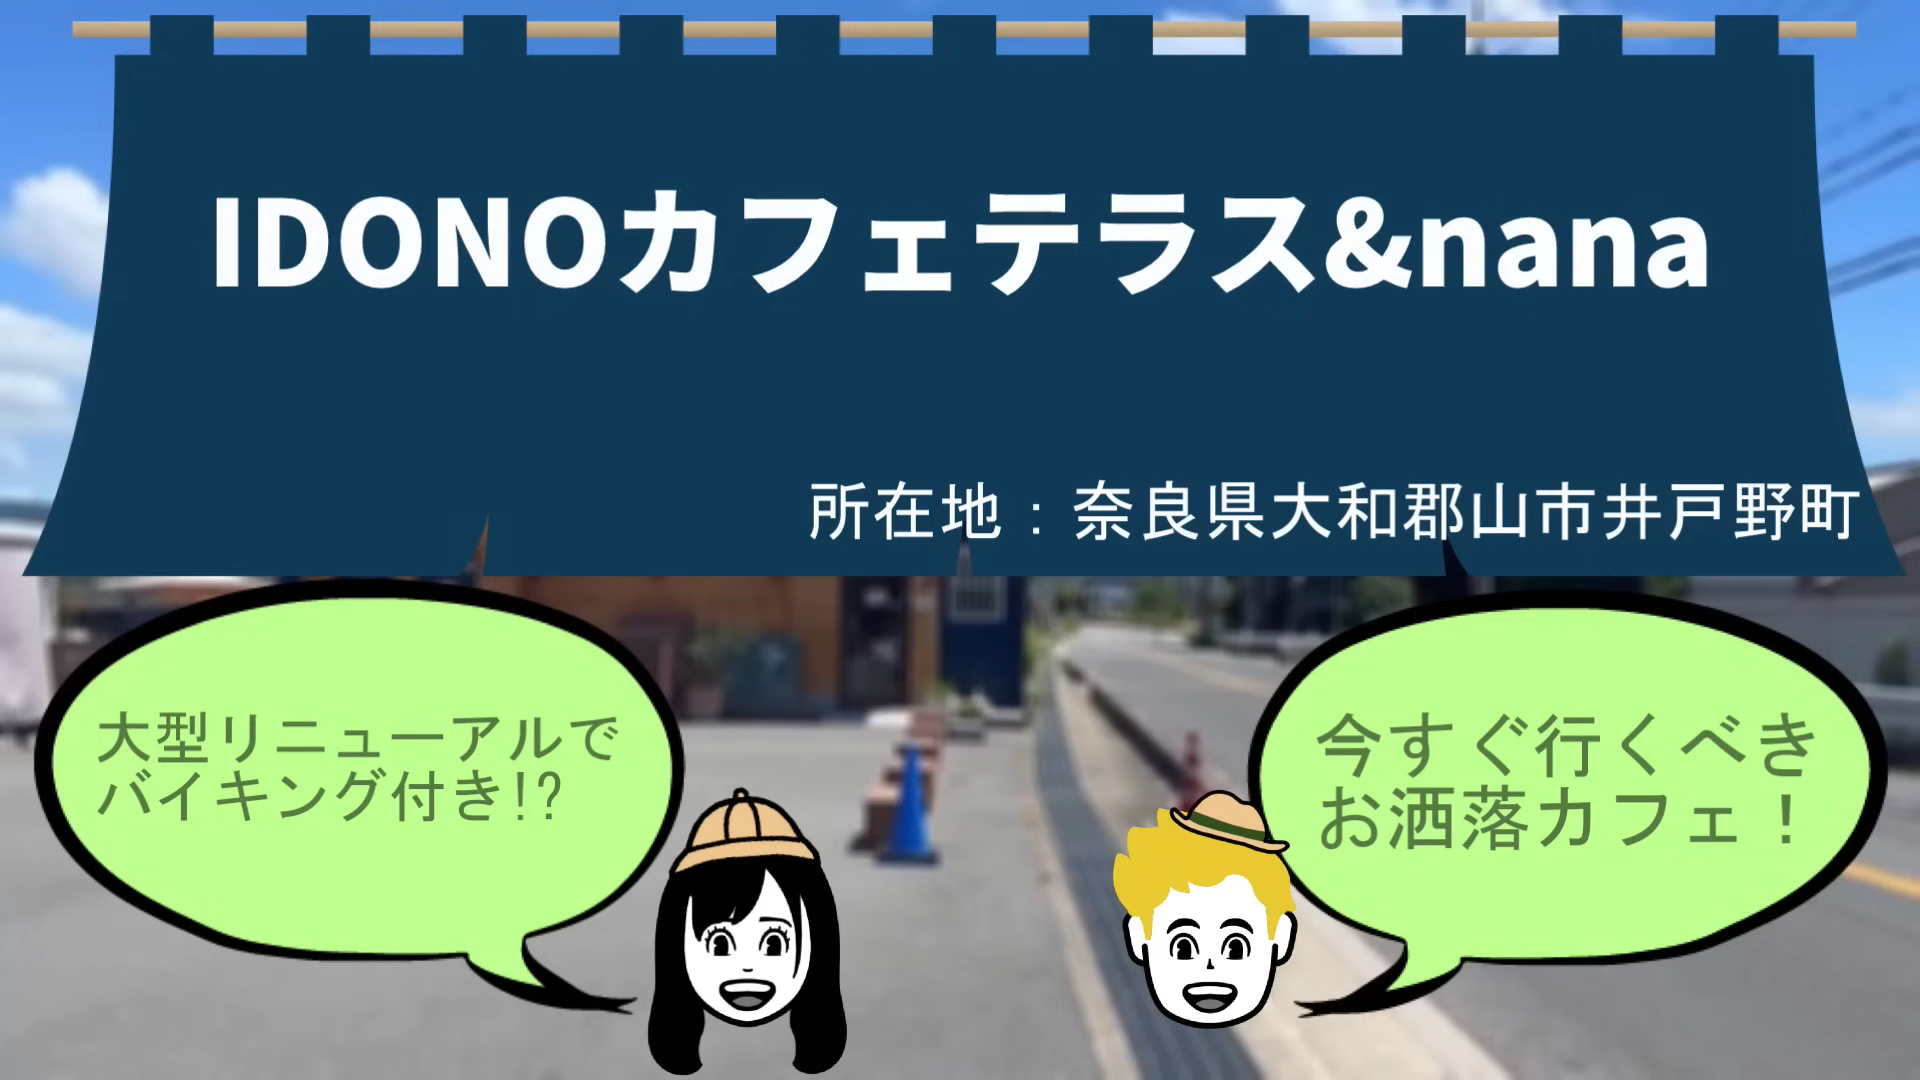 IDONOカフェテラス&nana
所在地：奈良県大和郡山市井戸野町
大型リニューアルで
バイキング付き!?
今すぐ行くべき
お洒落カフェ！